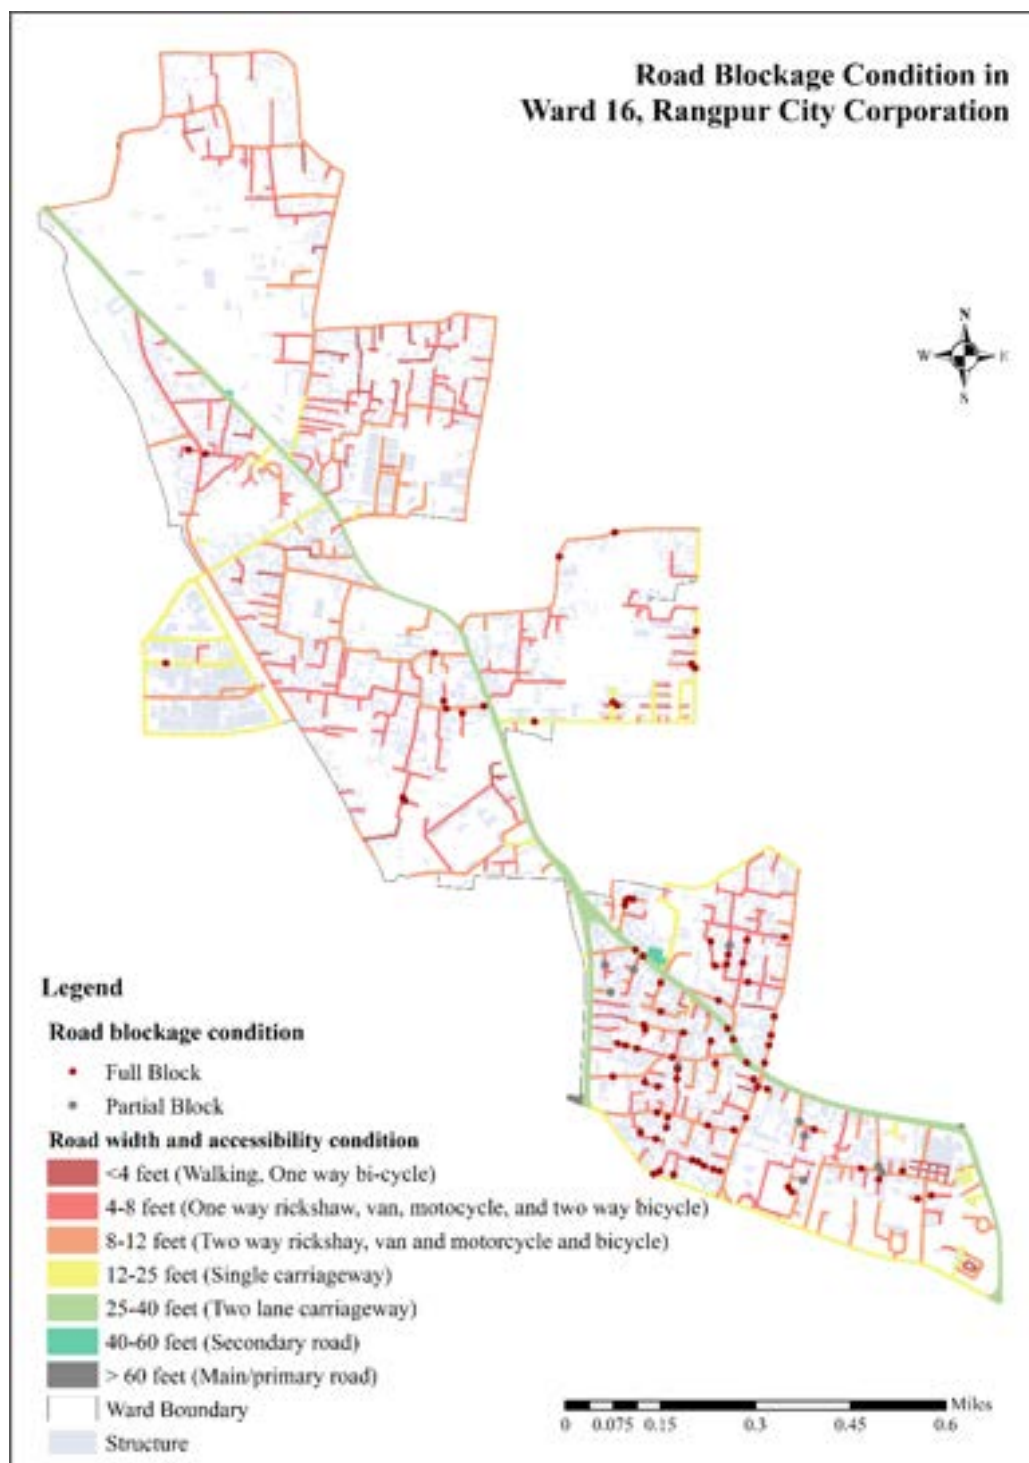 Road Blockage Condition in
Ward 16, Rangpur City Corporation
N
W E
S
Legend
Road blockage condition
Full Block
Partial Block
Road width and accessibility condition
<4 feet (Walking, One way bi-cycle)
4-8 feet (One way rickshaw, van, motocycle, and two way bicycle)
8-12 feet (Two way rickshay, van and motorcycle and bicycle)
12-25 feet (Single carriageway)
25-40 feet (Two lane carriageway)
40-60 feet (Secondary road)
> 60 feet (Main/primary road)
Ward Boundary
Structure
Miles
0 0.075 0.15 0.3 0.45 0.6